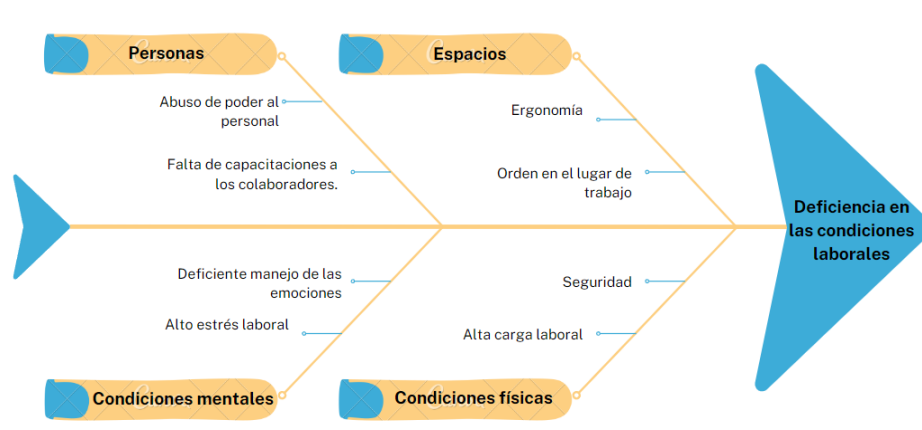 Personas
Espacios
Abuso de poder al
personal
Ergonomía
Falta de capacitaciones a
los colaboradores.
Orden en el lugar de
trabajo
Deficiencia en
las condiciones
laborales
Deficiente manejo de las
emociones
Seguridad
Alto estrés laboral
Alta carga laboral
Condiciones mentales
Condiciones físicas